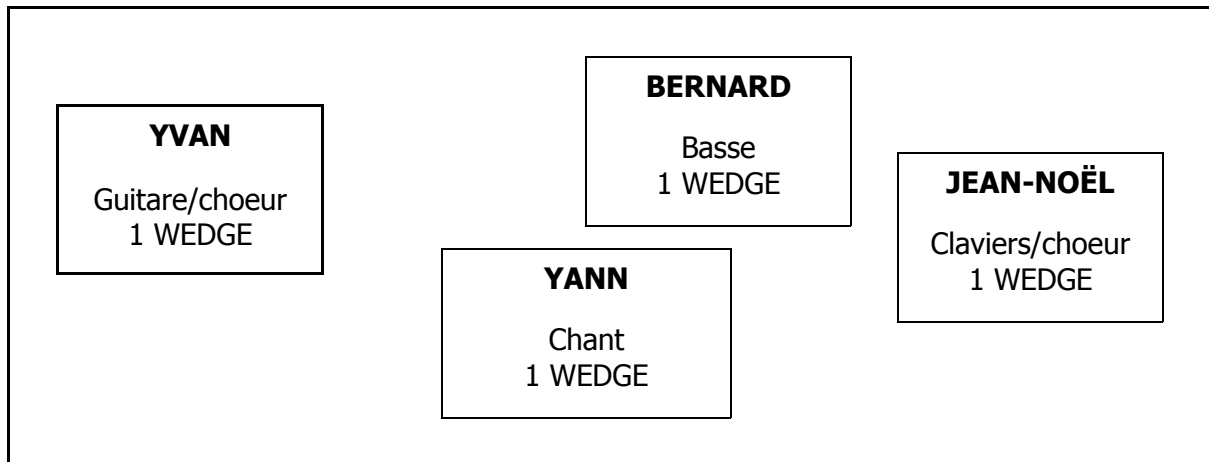 YVAN
Guitare/choeur
1 WEDGE
BERNARD
Basse
1 WEDGE
JEAN-NOËL
Claviers/choeur
1 WEDGE
YANN
Chant
1 WEDGE